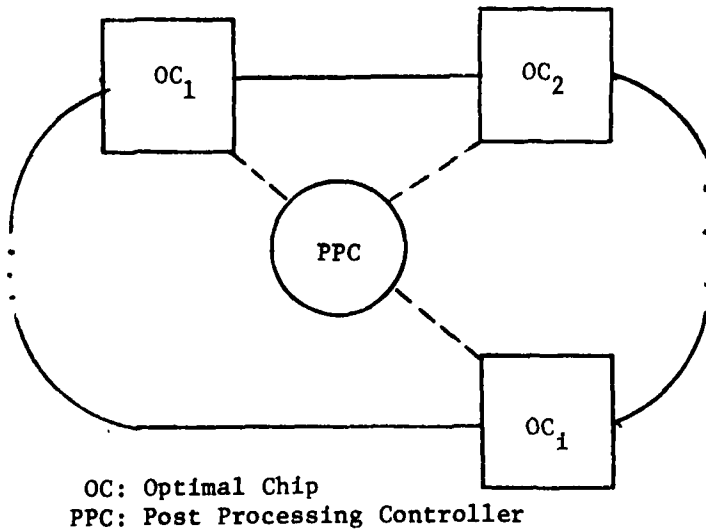 OC₁
OC₂
PPC
OCᵢ
OC: Optimal Chip
PPC: Post Processing Controller